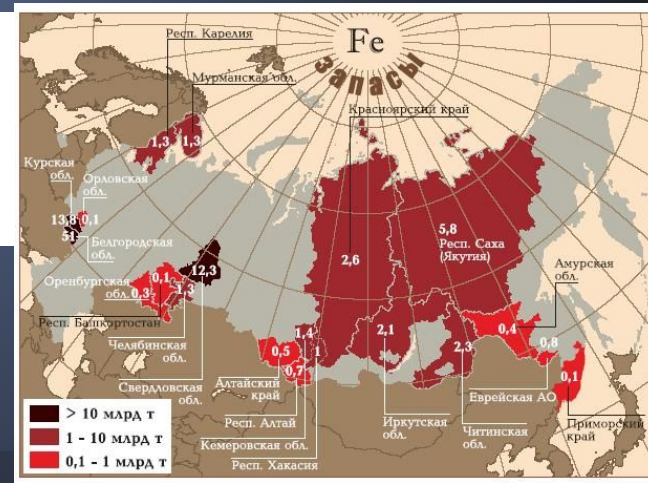 Fe
запасы
Респ. Карелия
Мурманская обл.
Красноярский край
1,3
1,3
Курская
обл.
Орловская
обл.
13,8
0,1
51
Белгородская
обл.
5,8
Респ. Саха
(Якутия)
2,6
Амурская
обл.
12,3
Оренбургская
обл.
0,1
0,3
1,3
Респ. Башкортостан
Челябинская
обл.
Свердловская
обл.
0,4
0,8
2,1
2,3
1,4
1
0,5
0,7
0,1
Алтайский
край
Респ. Алтай
Кемеровская обл.
Респ. Хакасия
Иркутская
обл.
Читинская
обл.
Еврейская АО
Приморский
край
> 10 млрд т
1 - 10 млрд т
0,1 - 1 млрд т